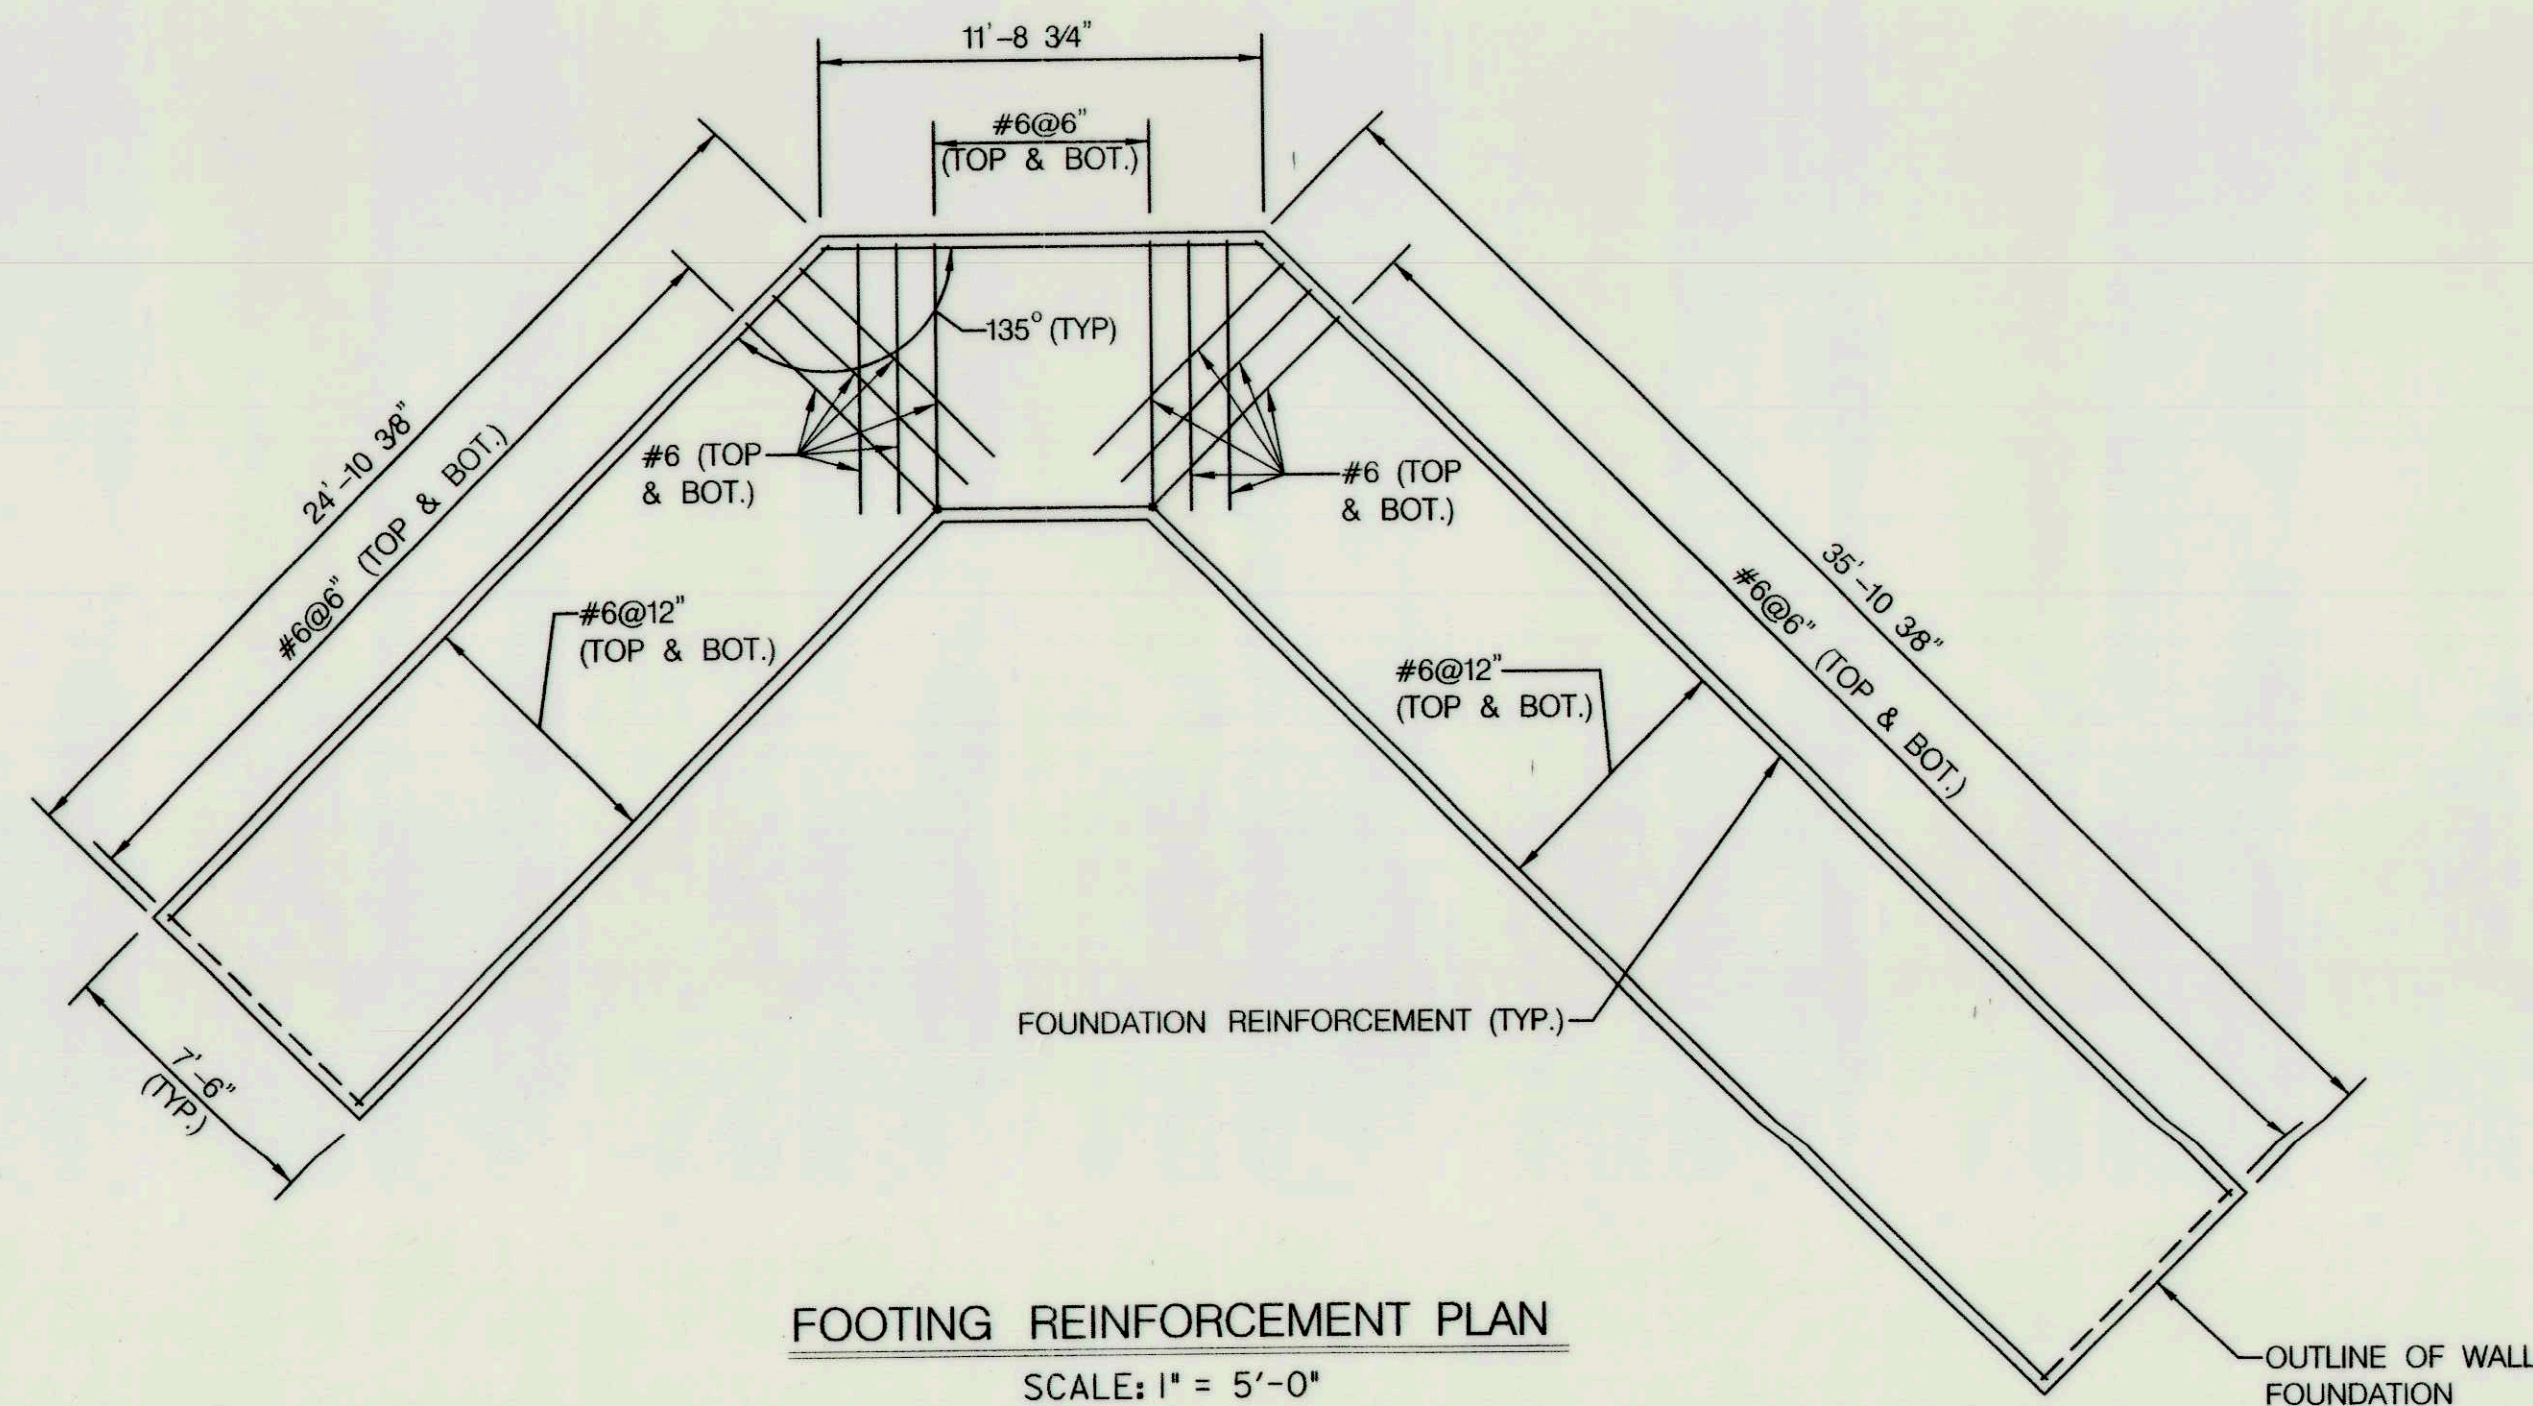 11'-8 3/4"
#6@6"
(TOP & BOT.)
135° (TYP)
24'-10 3/8"
#6@6" (TOP & BOT.)
#6 (TOP
& BOT.)
#6 (TOP
& BOT.)
35'-10 3/8"
#6@6" (TOP & BOT.)
#6@12"
(TOP & BOT.)
#6@12"
(TOP & BOT.)
FOUNDATION REINFORCEMENT (TYP.)
7'-6"
(TYP.)
FOOTING REINFORCEMENT PLAN
SCALE: 1" = 5'-0"
OUTLINE OF WALL
FOUNDATION